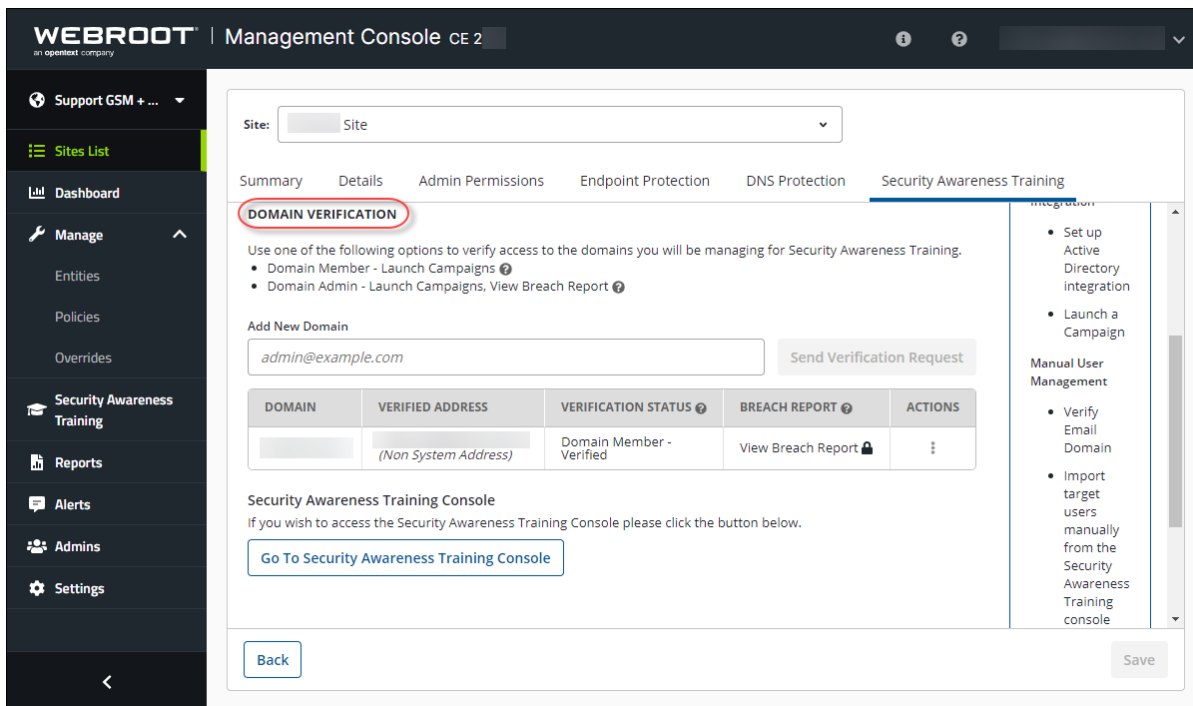 WEBROOT
an opentext company
Management Console CE 2
Support GSM + ...
Sites List
Dashboard
Manage
Entities
Policies
Overrides
Security Awareness
Training
Reports
Alerts
Admins
Settings
Site: Site
Summary Details Admin Permissions Endpoint Protection DNS Protection Security Awareness Training
DOMAIN VERIFICATION
Use one of the following options to verify access to the domains you will be managing for Security Awareness Training.
• Domain Member - Launch Campaigns
• Domain Admin - Launch Campaigns, View Breach Report
Add New Domain
admin@example.com
Send Verification Request
DOMAIN VERIFIED ADDRESS VERIFICATION STATUS BREACH REPORT ACTIONS
(Non System Address)
Domain Member -
Verified
View Breach Report
Security Awareness Training Console
If you wish to access the Security Awareness Training Console please click the button below.
Go To Security Awareness Training Console
integration
• Set up
Active
Directory
integration
• Launch a
Campaign
Manual User
Management
• Verify
Email
Domain
• Import
target
users
manually
from the
Security
Awareness
Training
console
Back
Save